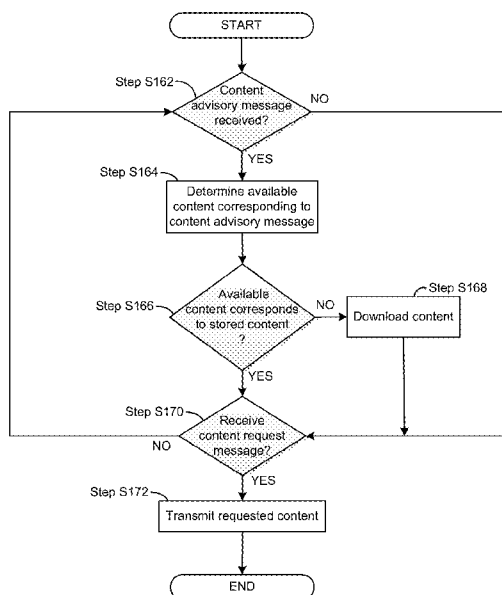 START
Step S162
Content
advisory message
received?
NO
YES
Step S164
Determine available
content corresponding to
content advisory message
Step S166
Available
content corresponds
to stored content
?
NO
Step S168
Download content
YES
Step S170
Receive
content request
message?
NO
YES
Step S172
Transmit requested content
END